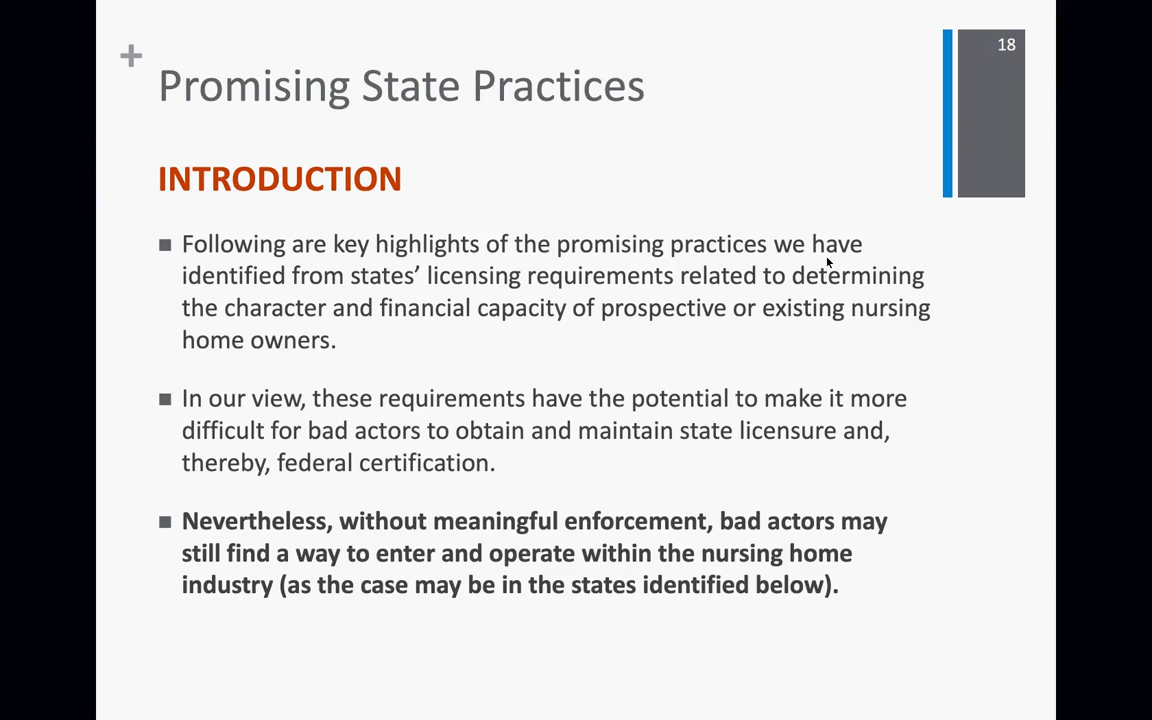 18
+
Promising State Practices
INTRODUCTION
■ Following are key highlights of the promising practices we have
identified from states’ licensing requirements related to determining
the character and financial capacity of prospective or existing nursing
home owners.
■ In our view, these requirements have the potential to make it more
difficult for bad actors to obtain and maintain state licensure and,
thereby, federal certification.
■ Nevertheless, without meaningful enforcement, bad actors may
still find a way to enter and operate within the nursing home
industry (as the case may be in the states identified below).